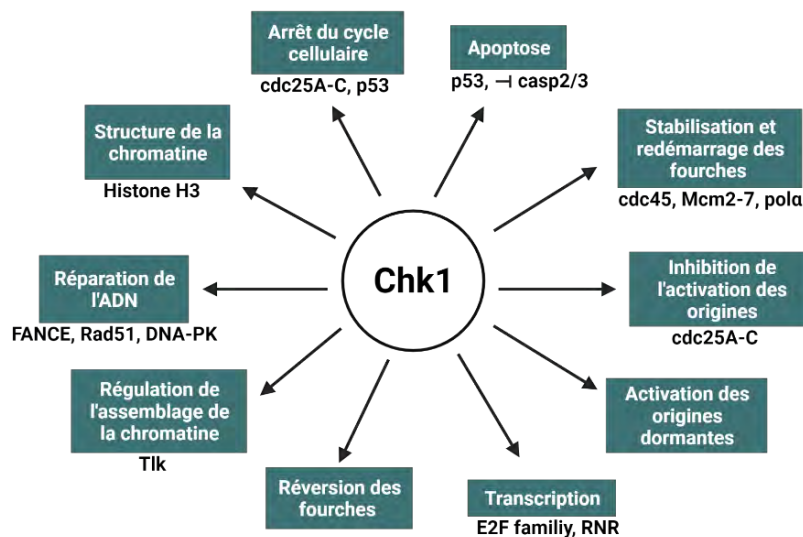 Arrêt du cycle
cellulaire
cdc25A-C, p53
Apoptose
p53, ⊣ casp2/3
Stabilisation et
redémarrage des
fourches
cdc45, Mcm2-7, polα
Inhibition de
l'activation des
origines
cdc25A-C
Activation des
origines
dormantes
Transcription
E2F familiy, RNR
Réversion des
fourches
Régulation de
l'assemblage de
la chromatine
Tlk
Réparation de
l'ADN
FANCE, Rad51, DNA-PK
Structure de la
chromatine
Histone H3
Chk1